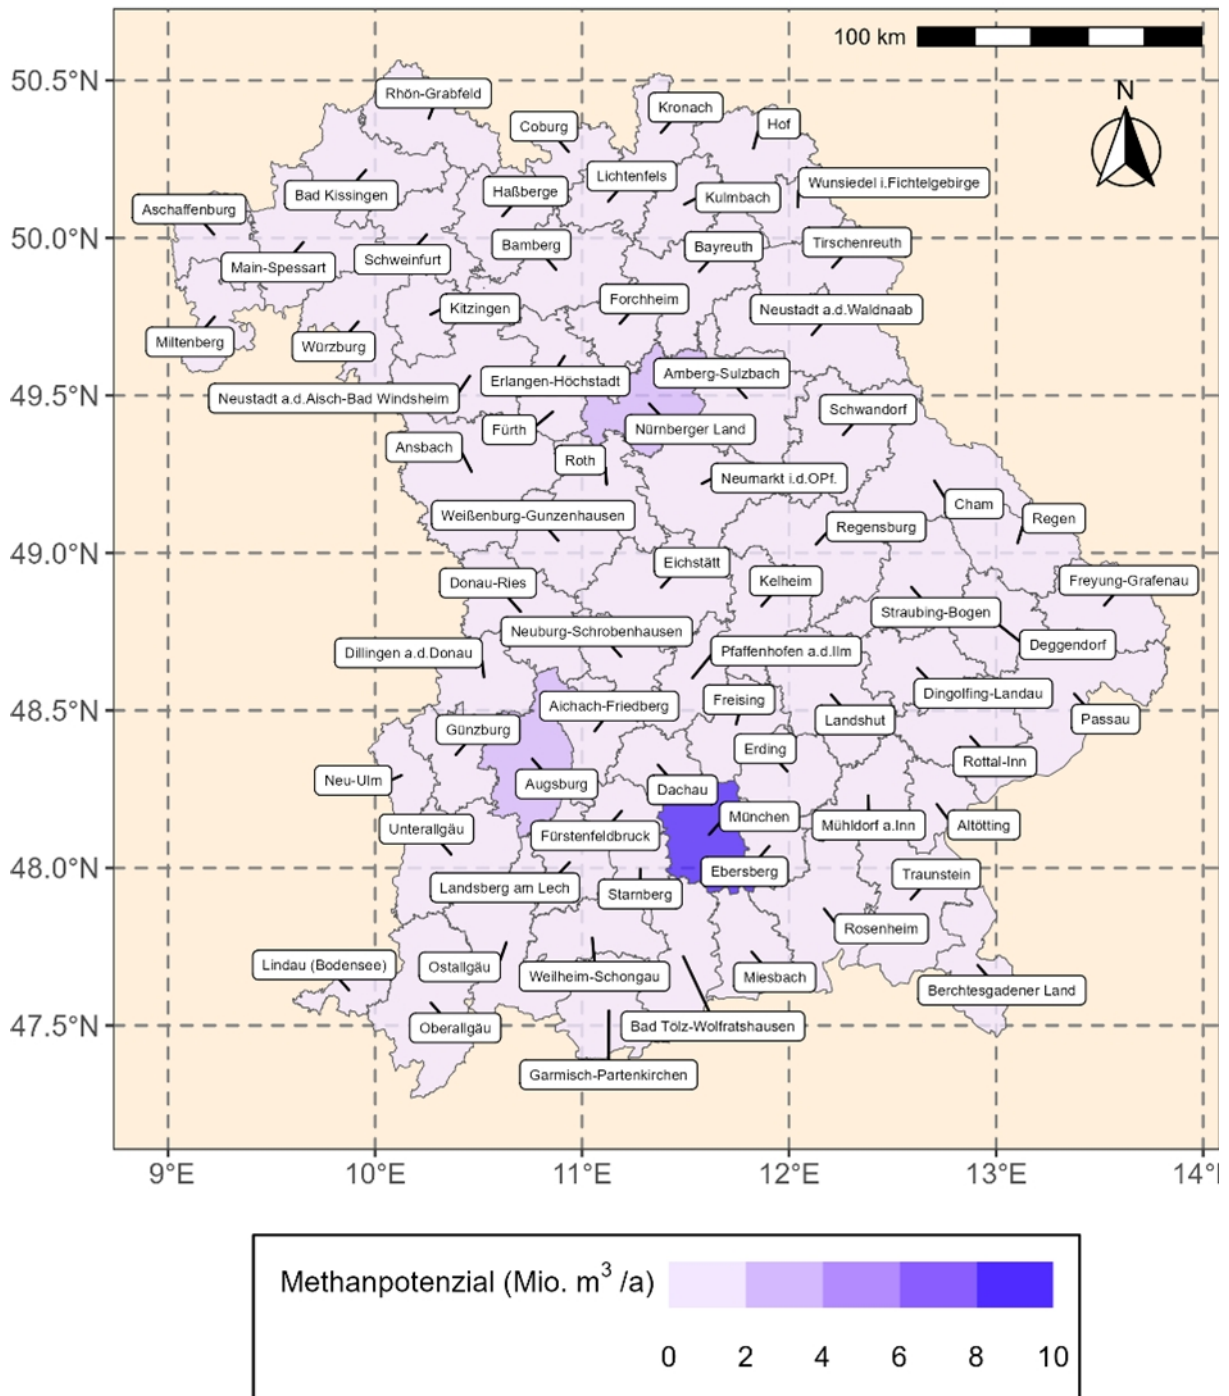 100 km
50.5°N
Rhön-Grabfeld
Kronach
N
Coburg
Hof
Lichtenfels
Wunsiedel i.Fichtelgebirge
Bad Kissingen
Haßberge
Kulmbach
Aschaffenburg
50.0°N
Bamberg
Bayreuth
Tirschenreuth
Main-Spessart
Schweinfurt
Kitzingen
Forchheim
Neustadt a.d.Waldnaab
Miltenberg
Würzburg
Amberg-Sulzbach
Erlangen-Höchstadt
49.5°N
Neustadt a.d.Aisch-Bad Windsheim
Schwandorf
Fürth
Nürnberger Land
Ansbach
Roth
Neumarkt i.d.OPf.
Cham
Weißenburg-Gunzenhausen
Regensburg
Regen
49.0°N
Eichstätt
Donau-Ries
Kelheim
Freyung-Grafenau
Straubing-Bogen
Neuburg-Schrobenhausen
Dillingen a.d.Donau
Pfaffenhofen a.d.Ilm
Deggendorf
Dingolfing-Landau
48.5°N
Aichach-Friedberg
Freising
Landshut
Passau
Günzburg
Erding
Rottal-Inn
Neu-Ulm
Augsburg
Dachau
München
Unterallgäu
Fürstenfeldbruck
Mühldorf a.Inn
Altötting
48.0°N
Ebersberg
Traunstein
Landsberg am Lech
Starnberg
Rosenheim
Lindau (Bodensee)
Ostallgäu
Weilheim-Schongau
Miesbach
Berchtesgadener Land
47.5°N
Oberallgäu
Bad Tölz-Wolfratshausen
Garmisch-Partenkirchen
9°E 10°E 11°E 12°E 13°E 14°
Methanpotenzial (Mio. m³ /a)
0 2 4 6 8 10